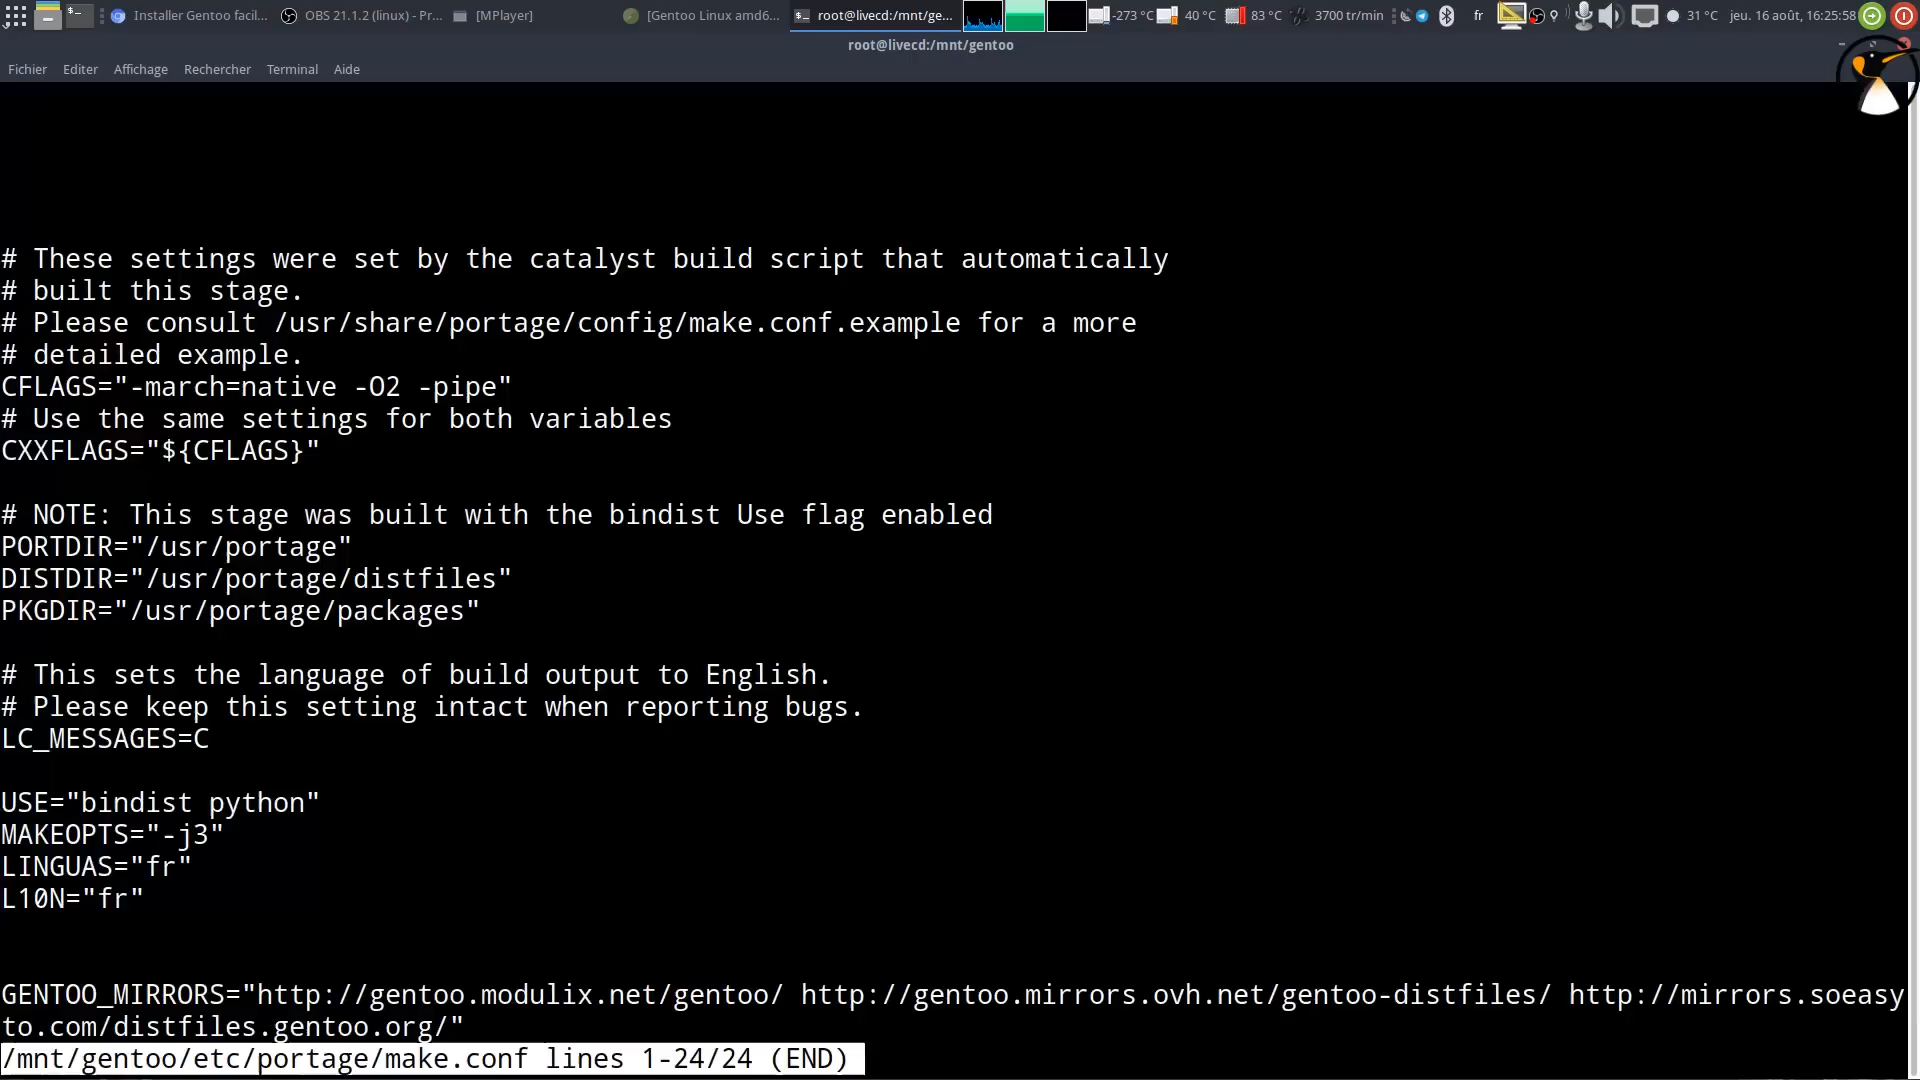 Installer Gentoo facil... OBS 21.1.2 (linux) - Pr... [MPlayer] [Gentoo Linux amd6... root@livecd:/mnt/ge... -273 °C 40 °C 83 °C 3700 tr/min fr 31 °C jeu. 16 août, 16:25:58
root@livecd:/mnt/gentoo
Fichier Editer Affichage Rechercher Terminal Aide
# These settings were set by the catalyst build script that automatically
# built this stage.
# Please consult /usr/share/portage/config/make.conf.example for a more
# detailed example.
CFLAGS="-march=native -O2 -pipe"
# Use the same settings for both variables
CXXFLAGS="${CFLAGS}"
# NOTE: This stage was built with the bindist Use flag enabled
PORTDIR="/usr/portage"
DISTDIR="/usr/portage/distfiles"
PKGDIR="/usr/portage/packages"
# This sets the language of build output to English.
# Please keep this setting intact when reporting bugs.
LC_MESSAGES=C
USE="bindist python"
MAKEOPTS="-j3"
LINGUAS="fr"
L10N="fr"
GENTOO_MIRRORS="http://gentoo.modulix.net/gentoo/ http://gentoo.mirrors.ovh.net/gentoo-distfiles/ http://mirrors.soeasy
to.com/distfiles.gentoo.org/"
/mnt/gentoo/etc/portage/make.conf lines 1-24/24 (END)